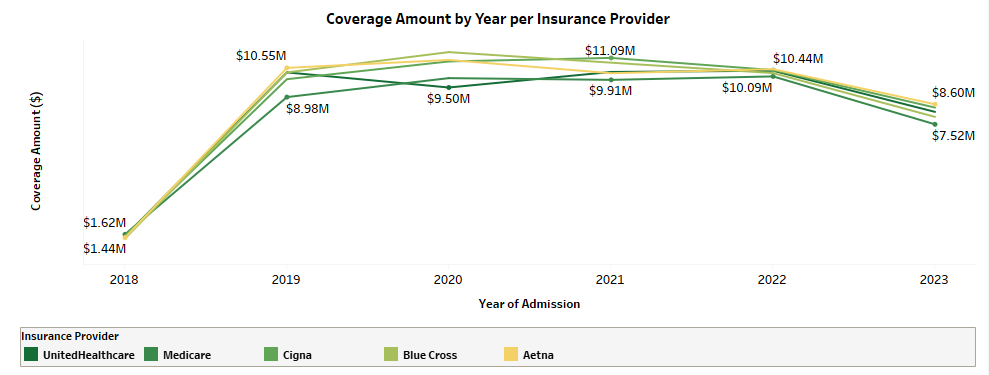 Coverage Amount by Year per Insurance Provider
$10.55M
$11.09M
$10.44M
$8.98M
$9.50M
$9.91M
$10.09M
$8.60M
$7.52M
$1.62M
$1.44M
Coverage Amount ($)
2018 2019 2020 2021 2022 2023
Year of Admission
Insurance Provider
UnitedHealthcare Medicare Cigna Blue Cross Aetna